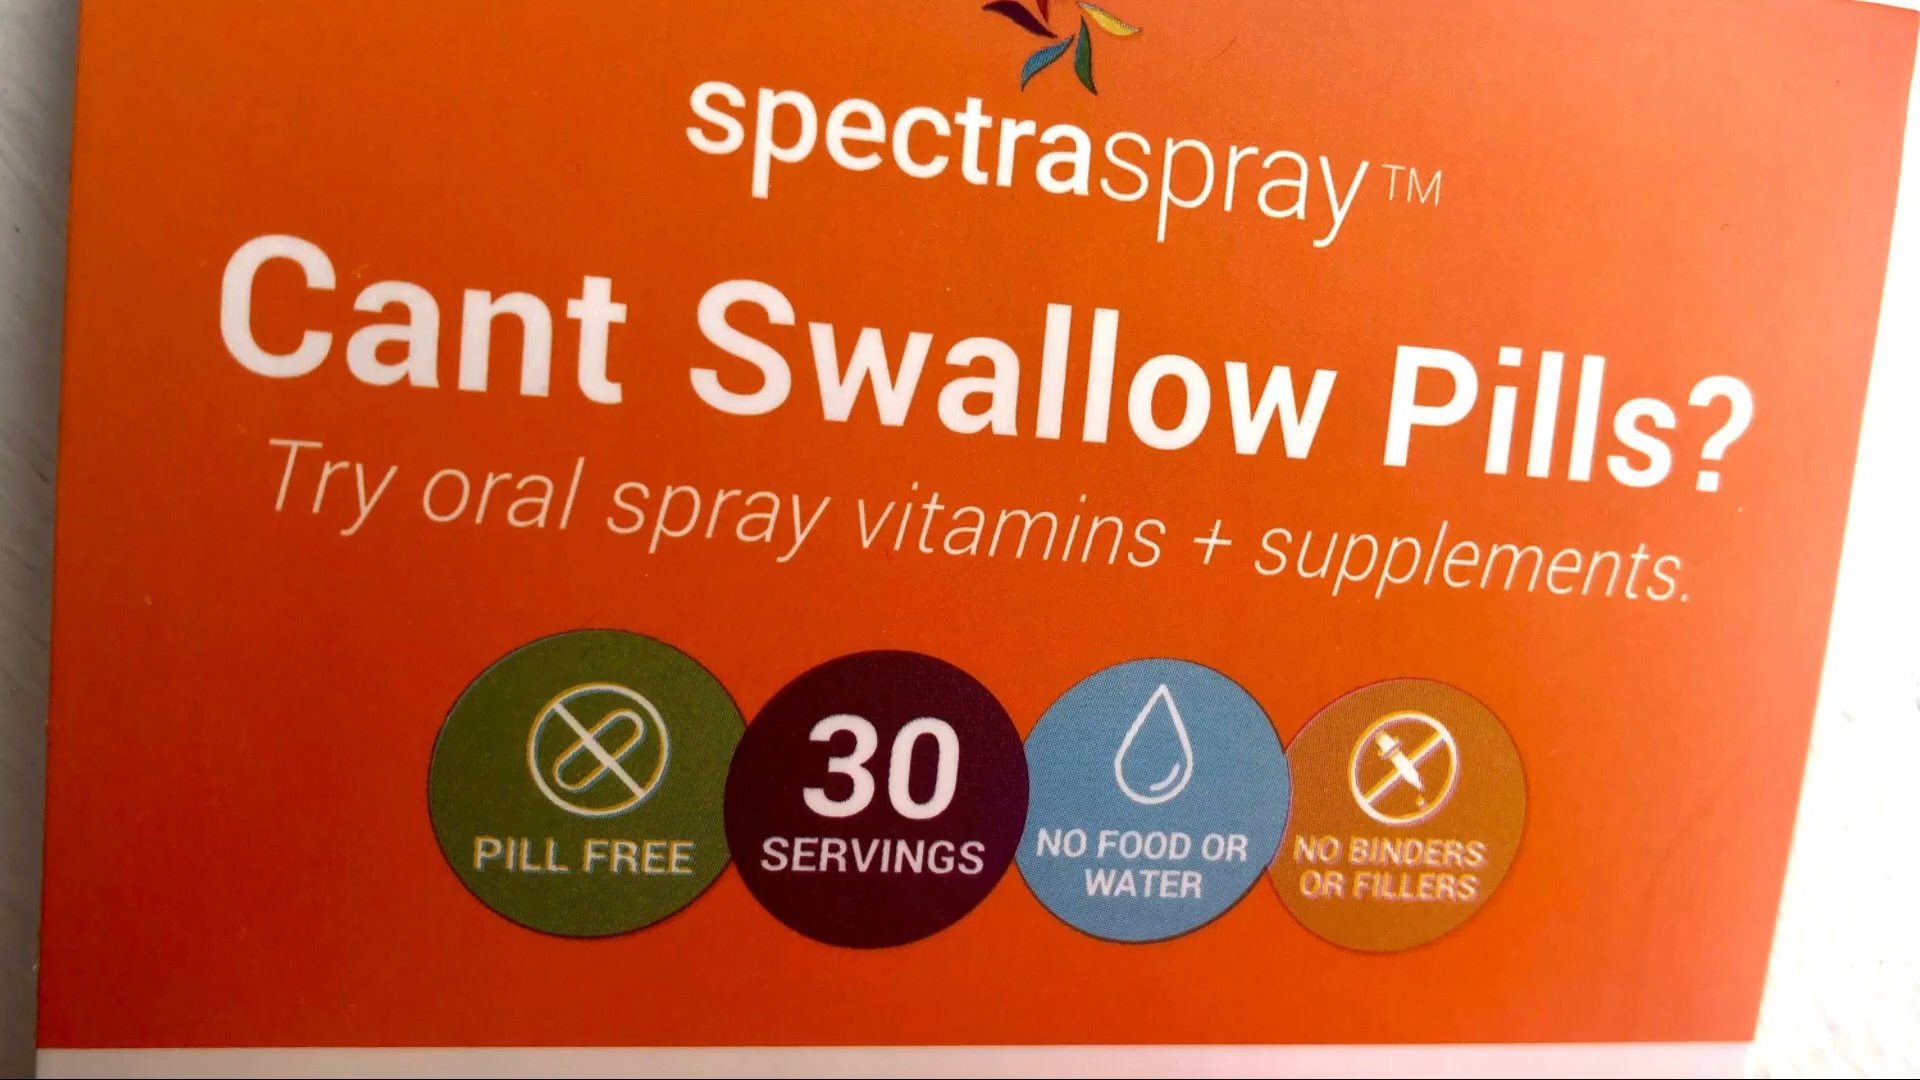 spectraspray™
Cant Swallow Pills?
Try oral spray vitamins + supplements.
PILL FREE
30
SERVINGS
NO FOOD OR
WATER
NO BINDERS
OR FILLERS